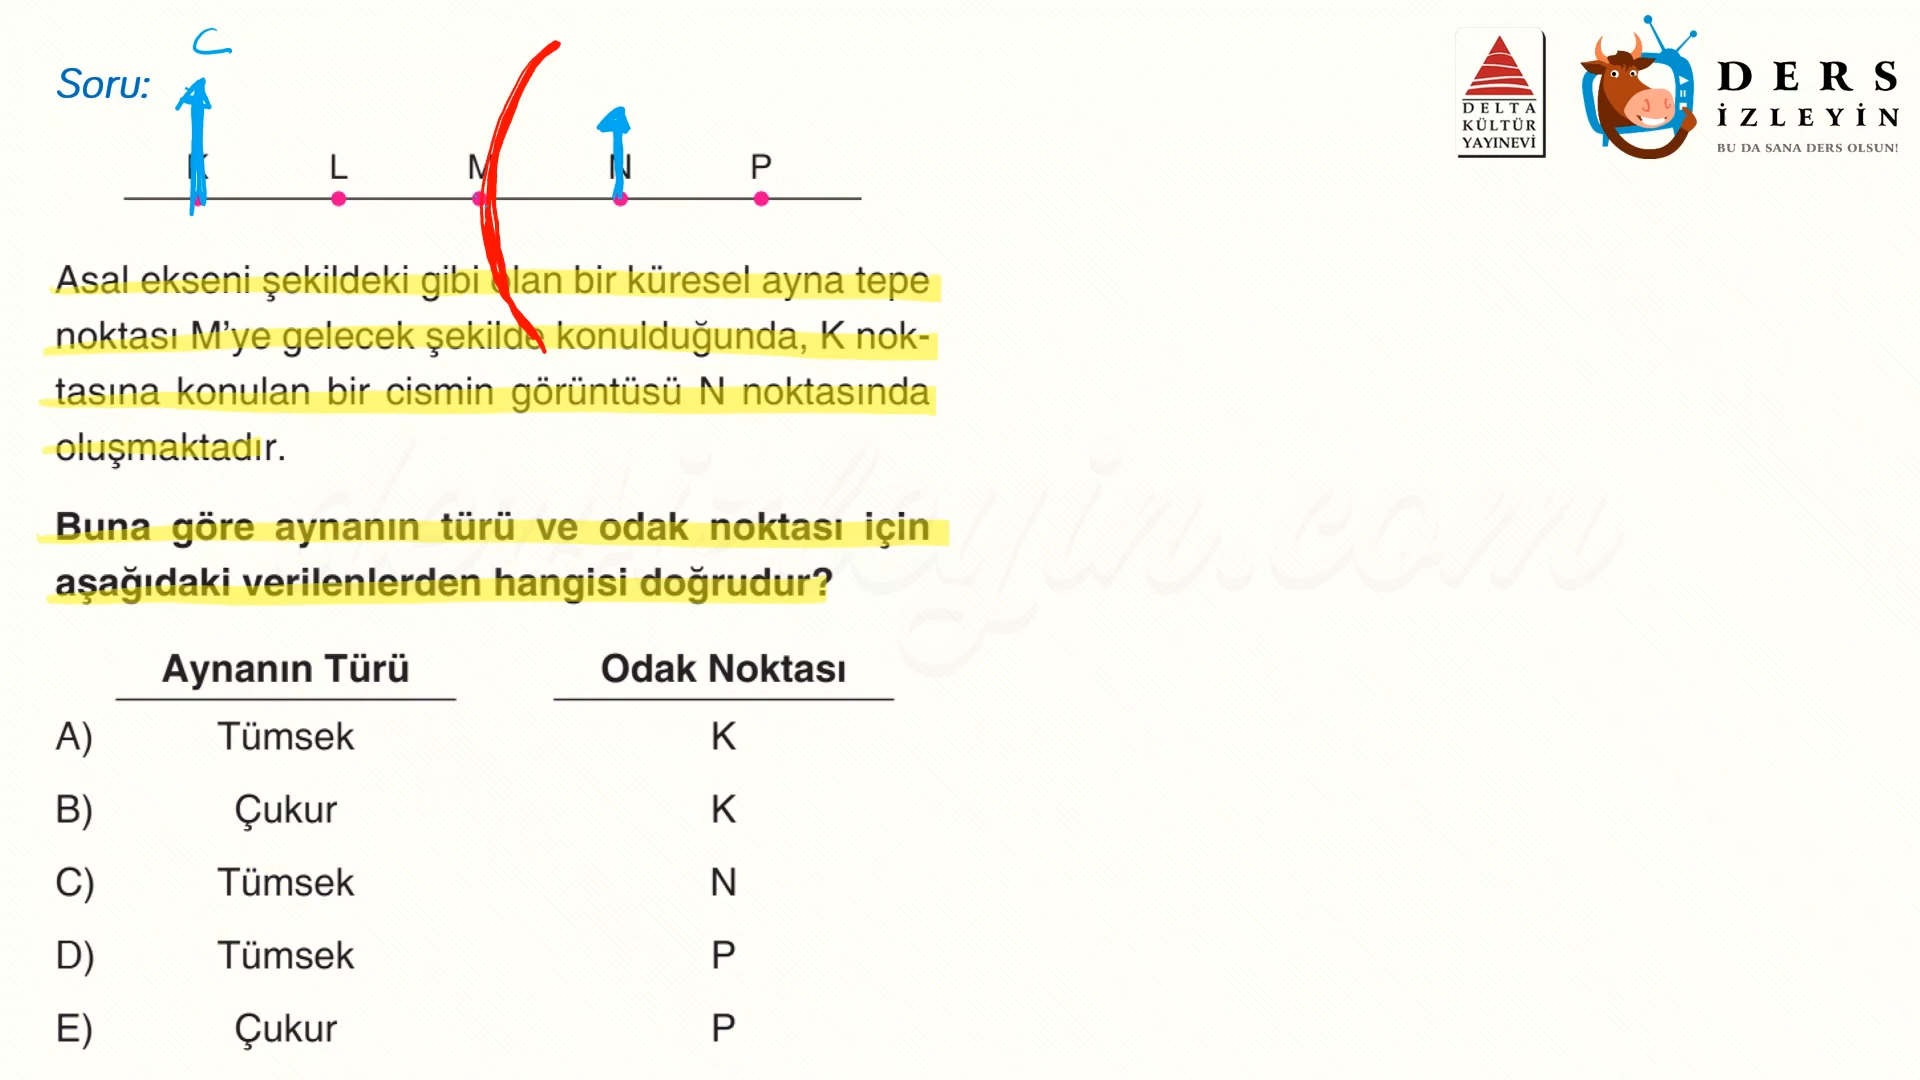 C
Soru:
K L M N P
Asal ekseni şekildeki gibi olan bir küresel ayna tepe
noktası M’ye gelecek şekilde konulduğunda, K nok-
tasına konulan bir cismin görüntüsü N noktasında
oluşmaktadır.
Buna göre aynanın türü ve odak noktası için
aşağıdaki verilenlerden hangisi doğrudur?
Aynanın Türü Odak Noktası
A) Tümsek K
B) Çukur K
C) Tümsek N
D) Tümsek P
E) Çukur P
DELTA
KÜLTÜR
YAYINEVİ
DERS
İZLEYİN
BU DA SANA DERS OLSUN!
dersizleyin.com